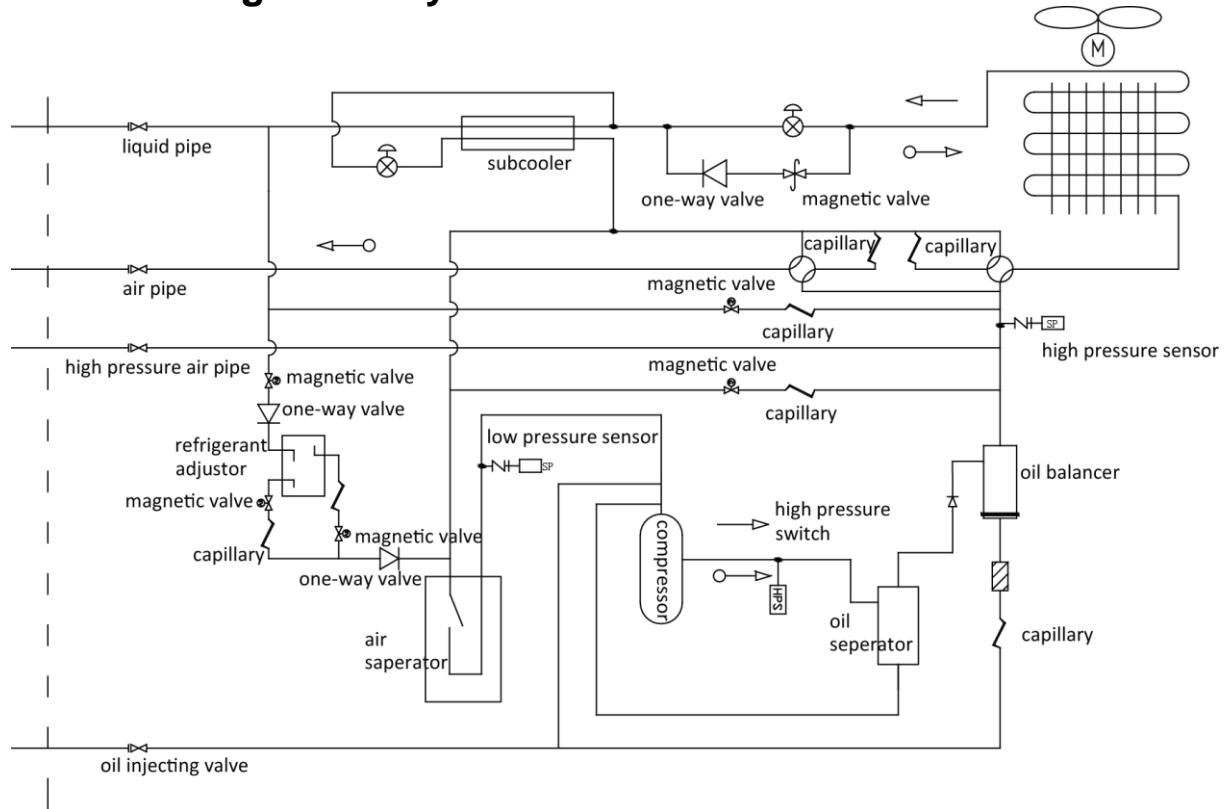 M
liquid pipe
subcooler
one-way valve
magnetic valve
capillary
capillary
air pipe
magnetic valve
capillary
SP
high pressure sensor
high pressure air pipe
magnetic valve
magnetic valve
capillary
one-way valve
refrigerant
adjustor
low pressure sensor
SP
oil balancer
magnetic valve
capillary
magnetic valve
one-way valve
compressor
high pressure
switch
HPS
oil
seperator
capillary
air
saperator
oil injecting valve